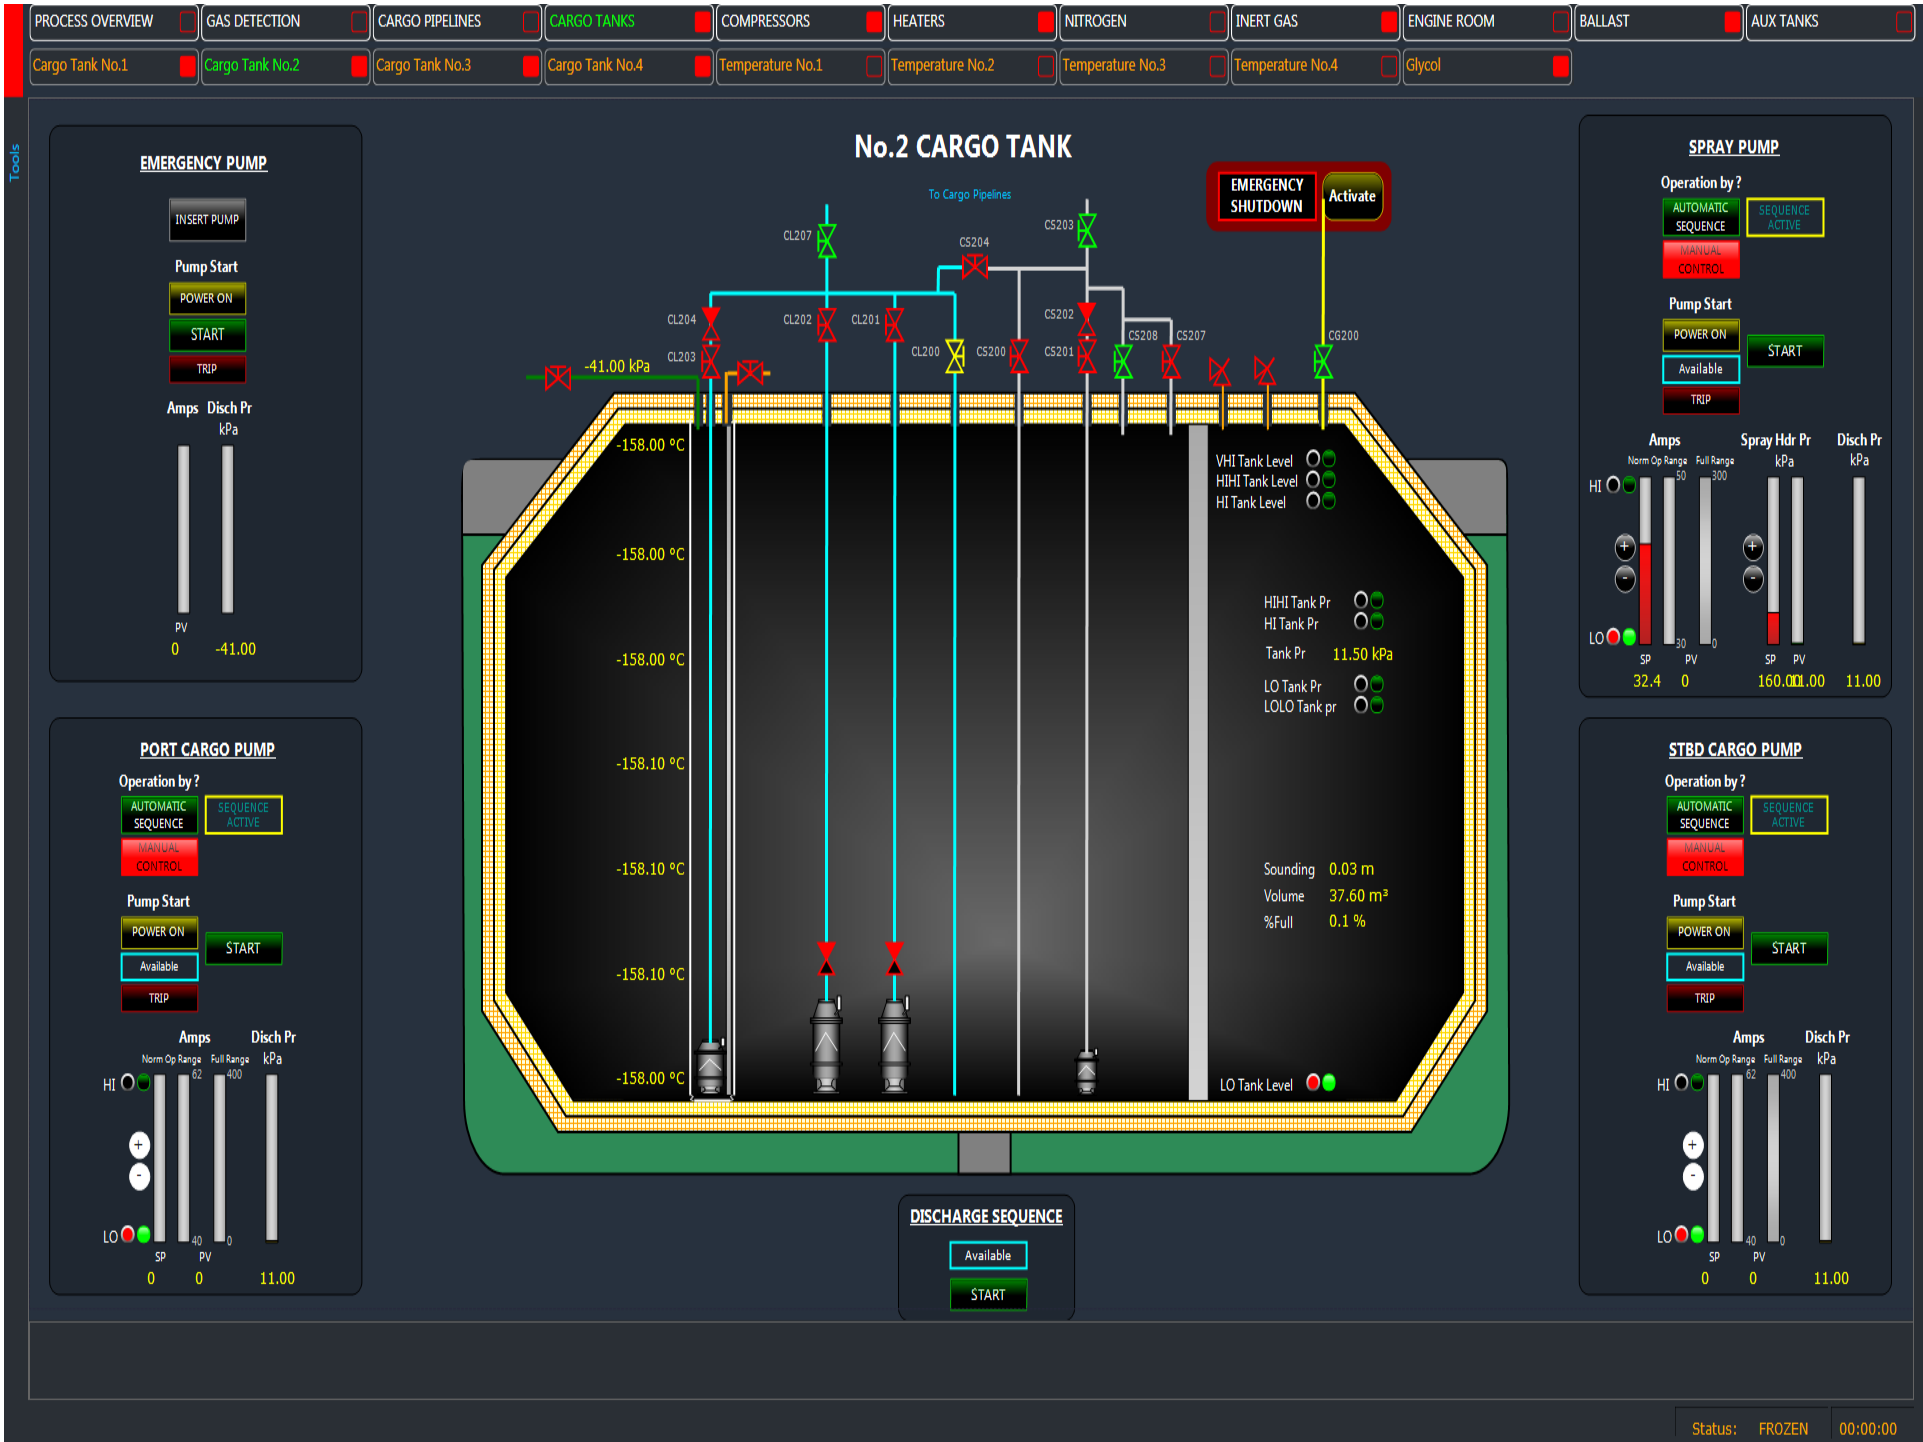 PROCESS OVERVIEW
GAS DETECTION
CARGO PIPELINES
CARGO TANKS
COMPRESSORS
HEATERS
NITROGEN
INERT GAS
ENGINE ROOM
BALLAST
AUX TANKS
Cargo Tank No.1
Cargo Tank No.2
Cargo Tank No.3
Cargo Tank No.4
Temperature No.1
Temperature No.2
Temperature No.3
Temperature No.4
Glycol
Tools
No.2 CARGO TANK
To Cargo Pipelines
EMERGENCY
SHUTDOWN
Activate
EMERGENCY PUMP
INSERT PUMP
Pump Start
POWER ON
START
TRIP
Amps Disch Pr
kPa
PV
0 -41.00
PORT CARGO PUMP
Operation by ?
AUTOMATIC
SEQUENCE
SEQUENCE
ACTIVE
MANUAL
CONTROL
Pump Start
POWER ON
START
Available
TRIP
Amps Disch Pr
Norm Op Range Full Range kPa
HI 62 400
+
-
LO 40 0
SP PV
0 0 11.00
CL207
CS204
CS203
CL204
CL202
CL201
CS202
CL203
CL200
CS200
CS201
CS208
CS207
CG200
-41.00 kPa
-158.00 ºC
-158.00 ºC
-158.00 ºC
-158.10 ºC
-158.10 ºC
-158.10 ºC
-158.00 ºC
VHI Tank Level
HIHI Tank Level
HI Tank Level
HIHI Tank Pr
HI Tank Pr
Tank Pr 11.50 kPa
LO Tank Pr
LOLO Tank pr
Sounding 0.03 m
Volume 37.60 m³
%Full 0.1 %
LO Tank Level
DISCHARGE SEQUENCE
Available
START
SPRAY PUMP
Operation by ?
AUTOMATIC
SEQUENCE
SEQUENCE
ACTIVE
MANUAL
CONTROL
Pump Start
POWER ON
START
Available
TRIP
Amps Spray Hdr Pr Disch Pr
Norm Op Range Full Range kPa kPa
HI 50 300
+ +
- -
LO 30 0
SP PV SP PV
32.4 0 160.00 11.00 11.00
STBD CARGO PUMP
Operation by ?
AUTOMATIC
SEQUENCE
SEQUENCE
ACTIVE
MANUAL
CONTROL
Pump Start
POWER ON
START
Available
TRIP
Amps Disch Pr
Norm Op Range Full Range kPa
HI 62 400
+
-
LO 40 0
SP PV
0 0 11.00
Status: FROZEN 00:00:00